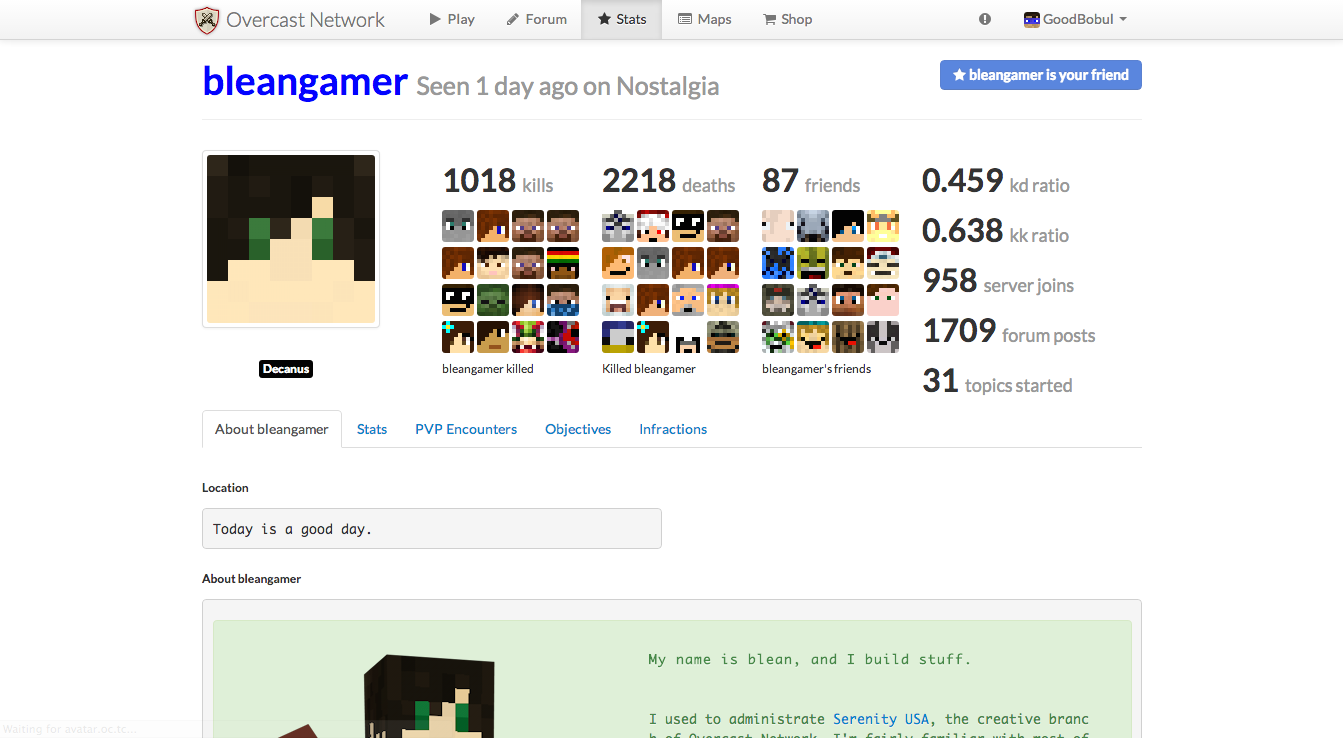 Overcast Network
Play
Forum
Stats
Maps
Shop
GoodBobul
bleangamer Seen 1 day ago on Nostalgia
bleangamer is your friend
1018 kills
2218 deaths
87 friends
0.459 kd ratio
0.638 kk ratio
958 server joins
1709 forum posts
31 topics started
Decanus
bleangamer killed
Killed bleangamer
bleangamer's friends
About bleangamer
Stats
PVP Encounters
Objectives
Infractions
Location
Today is a good day.
About bleangamer
My name is blean, and I build stuff.
I used to administrate Serenity USA, the creative branc
h of Overcast Network. I'm fairly familiar with most of
Waiting for avatar.oc.tc...